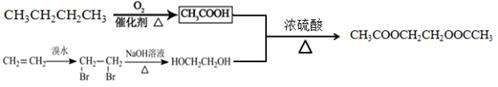 CH₃CH₂CH₂CH₃ O₂ 催化剂 △ CH₃COOH
浓硫酸 △ CH₃COOCH₂CH₂OOCCH₃
CH₂=CH₂ 溴水 CH₂-CH₂ NaOH溶液 △ HOCH₂CH₂OH
Br Br